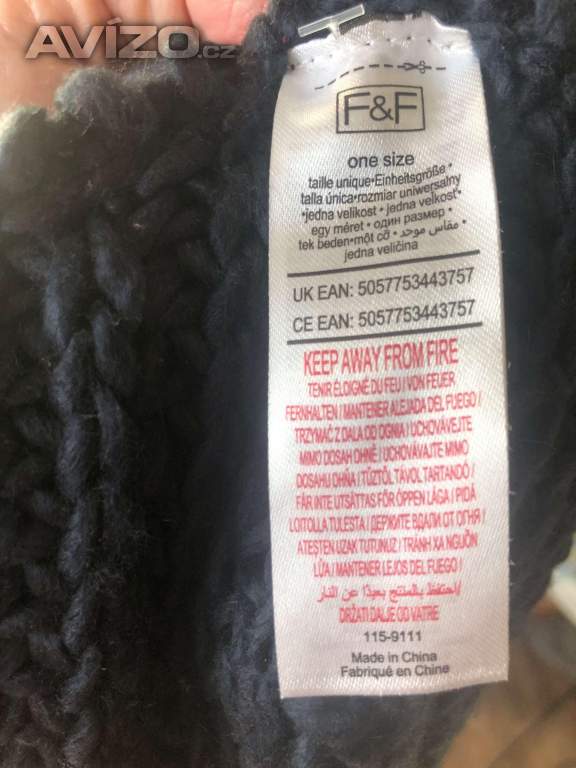 AVÍZO.cz
F&F
one size
taille unique•Einheitsgröße•
talla única•rozmiar uniwersalny
•jedna velikost • jedna veľkost•
egy méret • один размер •
tek beden•một cỡ • مقاس موحد •
jedna veličina
UK EAN: 5057753443757
CE EAN: 5057753443757
KEEP AWAY FROM FIRE
TENIR ÉLOIGNÉ DU FEU / VON FEUER
FERNHALTEN / MANTENER ALEJADA DEL FUEGO /
TRZYMAĆ Z DALA OD OGNIA / UCHOVÁVEJTE
MIMO DOSAH OHNĚ / UCHOVÁVAJTE MIMO
DOSAHU OHŇA / TŰZTŐL TÁVOL TARTANDÓ /
FÅR INTE UTSÄTTAS FÖR ÖPPEN LÅGA / PIDÄ
LOITOLLA TULESTA / ДЕРЖИТЕ ВДАЛИ ОТ ОГНЯ /
ATEŞTEN UZAK TUTUNUZ / TRÁNH XA NGUỒN
LỬA / MANTENER LEJOS DEL FUEGO /
احتفظ بالمنتج بعيدًا عن النار/
DRŽATI DALJE OD VATRE
115-9111
Made in China
Fabriqué en Chine